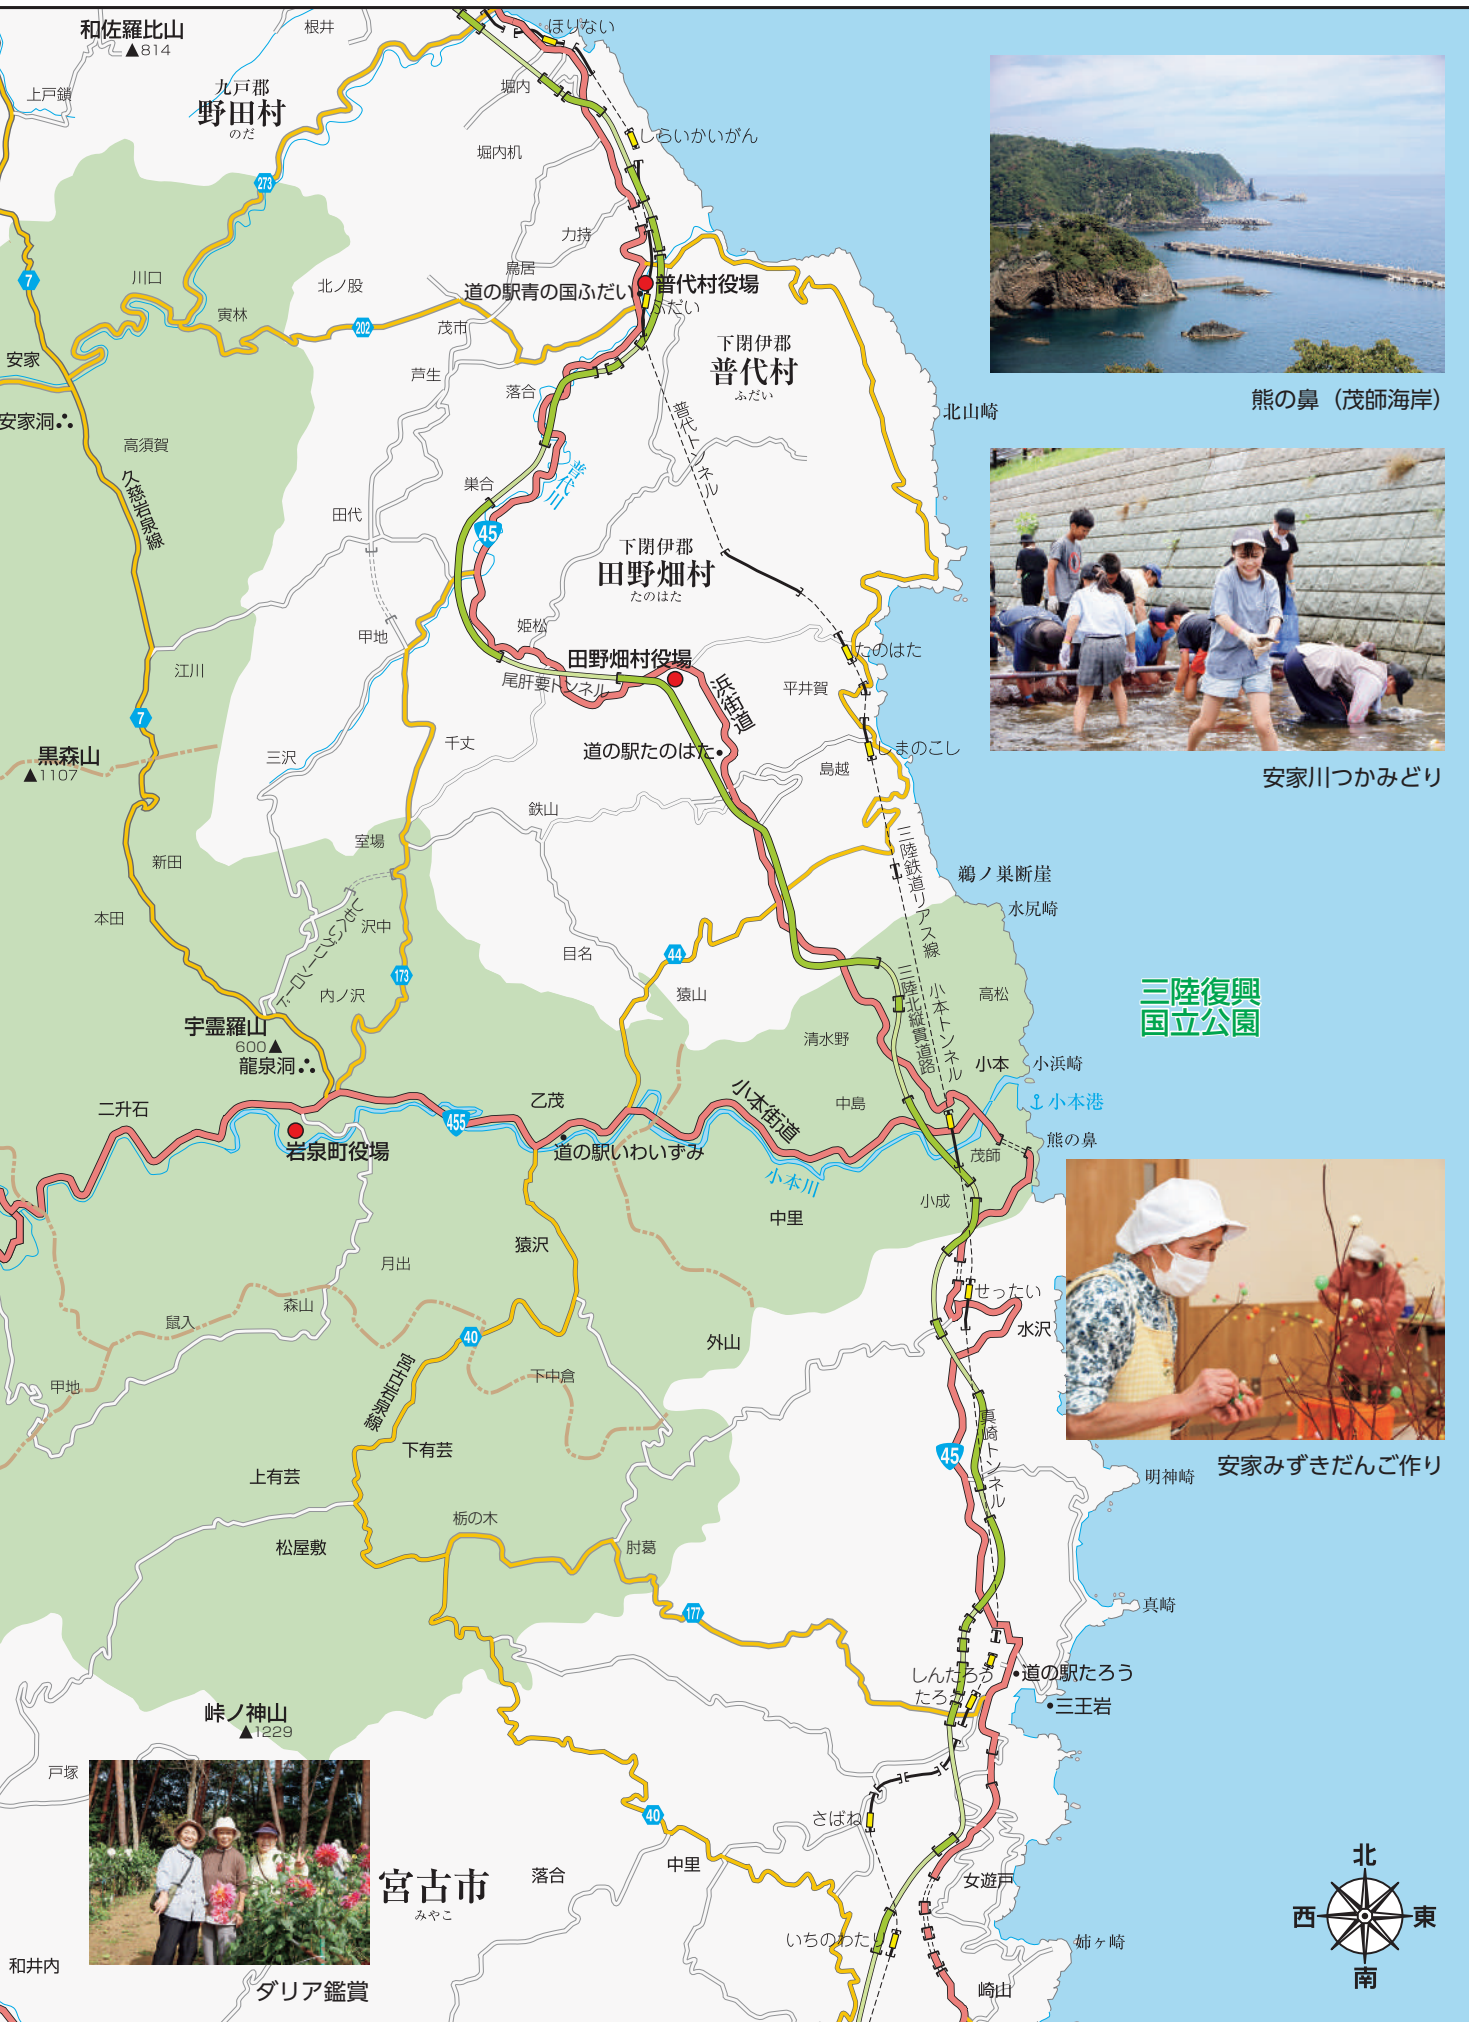 和佐羅比山
▲814
根井
ほりない
上戸鎖
九戸郡
野田村
のだ
堀内
しらいかいがん
堀内机
273
力持
7
川口
北ノ股
鳥居
道の駅青の国ふだい
普代村役場
ふだい
寅林
202
茂市
下閉伊郡
普代村
ふだい
安家
芦生
落合
熊の鼻（茂師海岸）
安家洞
北山崎
高須賀
普代トンネル
久慈岩泉線
普代川
巣合
田代
45
下閉伊郡
田野畑村
たのはた
姫松
甲地
田野畑村役場
たのはた
江川
尾肝要トンネル
浜街道
平井賀
7
千丈
道の駅たのはた
しまのこし
黒森山
▲1107
三沢
島越
安家川つかみどり
鉄山
室場
三陸鉄道リアス線
新田
鵜ノ巣断崖
水尻崎
本田
しもへいグリーンロード
沢中
目名
44
173
内ノ沢
猿山
三陸北縦貫道路
小本トンネル
高松
三陸復興
国立公園
宇霊羅山
600▲
清水野
龍泉洞
小本
小浜崎
二升石
455
乙茂
小本街道
中島
小本港
岩泉町役場
道の駅いわいずみ
熊の鼻
茂師
小本川
小成
中里
猿沢
月出
せったい
鼠入
森山
40
外山
水沢
甲地
宮古岩泉線
下中倉
真崎トンネル
下有芸
45
上有芸
安家みずきだんご作り
明神崎
栃の木
松屋敷
肘葛
177
真崎
しんたろう
道の駅たろう
たろう
三王岩
峠ノ神山
▲1229
戸塚
40
さばね
落合
中里
宮古市
みやこ
女遊戸
北
西
東
南
いちのわたり
姉ヶ崎
和井内
ダリア鑑賞
崎山